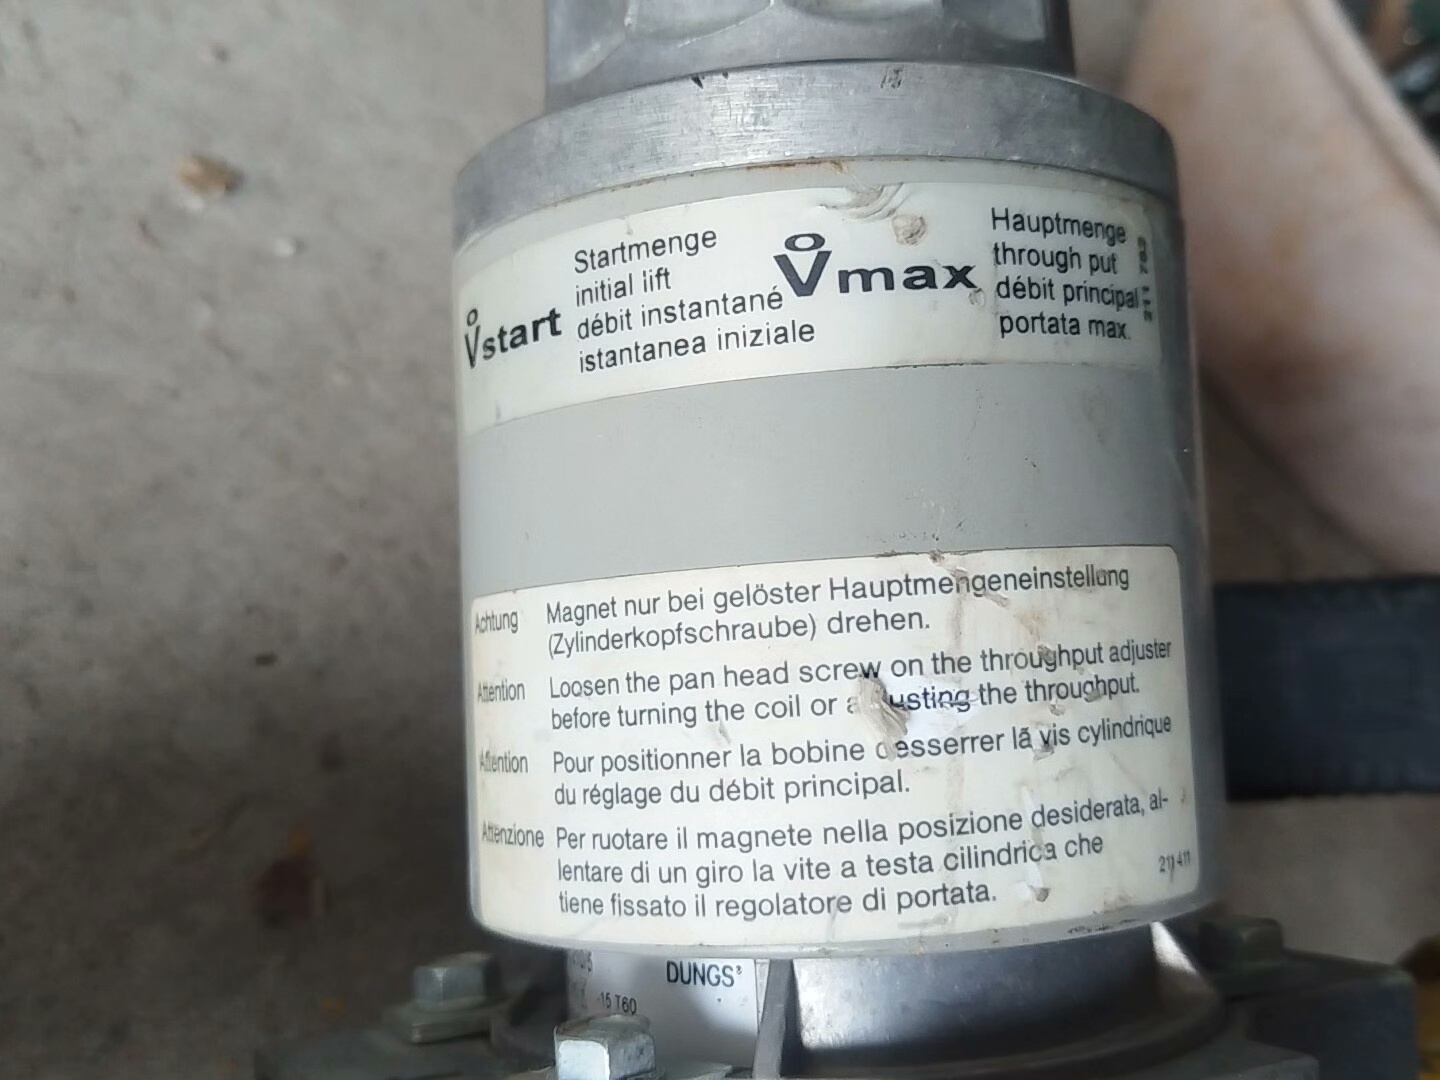 V̊start
Startmenge
initial lift
débit instantané
istantanea iniziale
V̊max
Hauptmenge
through put
débit principal
portata max.
Achtung Magnet nur bei gelöster Hauptmengeneinstellung
(Zylinderkopfschraube) drehen.
Attention Loosen the pan head screw on the throughput adjuster
before turning the coil or adjusting the throughput.
Attention Pour positionner la bobine desserrer la vis cylindrique
du réglage du débit principal.
Attenzione Per ruotare il magnete nella posizione desiderata, al-
lentare di un giro la vite a testa cilindrica che
tiene fissato il regolatore di portata.
211 411
DUNGS®
-15 T60